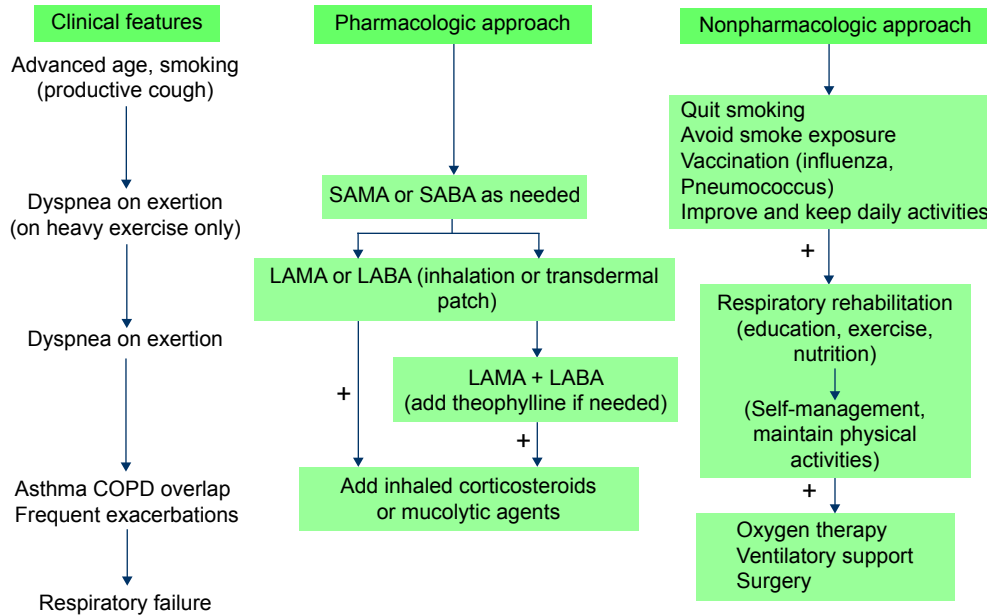 Clinical features
Advanced age, smoking
(productive cough)
Dyspnea on exertion
(on heavy exercise only)
Dyspnea on exertion
Asthma COPD overlap
Frequent exacerbations
Respiratory failure
Pharmacologic approach
SAMA or SABA as needed
LAMA or LABA (inhalation or transdermal
patch)
+
LAMA + LABA
(add theophylline if needed)
+
Add inhaled corticosteroids
or mucolytic agents
Nonpharmacologic approach
Quit smoking
Avoid smoke exposure
Vaccination (influenza,
Pneumococcus)
Improve and keep daily activities
+
Respiratory rehabilitation
(education, exercise,
nutrition)
(Self-management,
maintain physical
activities)
+
Oxygen therapy
Ventilatory support
Surgery